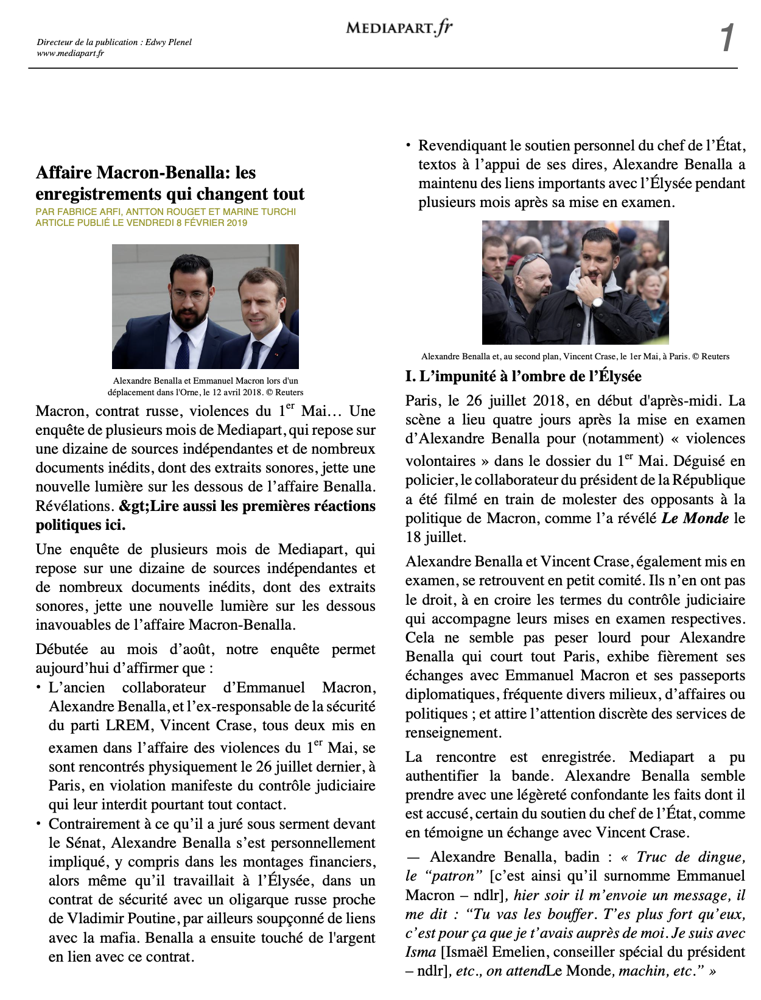 MEDIAPART.fr
Directeur de la publication : Edwy Plenel
www.mediapart.fr
1
Affaire Macron-Benalla: les
enregistrements qui changent tout
PAR FABRICE ARFI, ANTTON ROUGET ET MARINE TURCHI
ARTICLE PUBLIÉ LE VENDREDI 8 FÉVRIER 2019
Alexandre Benalla et Emmanuel Macron lors d'un
déplacement dans l'Orne, le 12 avril 2018. © Reuters
Macron, contrat russe, violences du 1er Mai… Une
enquête de plusieurs mois de Mediapart, qui repose sur
une dizaine de sources indépendantes et de nombreux
documents inédits, dont des extraits sonores, jette une
nouvelle lumière sur les dessous de l’affaire Benalla.
Révélations. &gt;Lire aussi les premières réactions
politiques ici.
Une enquête de plusieurs mois de Mediapart, qui
repose sur une dizaine de sources indépendantes et
de nombreux documents inédits, dont des extraits
sonores, jette une nouvelle lumière sur les dessous
inavouables de l’affaire Macron-Benalla.
Débutée au mois d’août, notre enquête permet
aujourd’hui d’affirmer que :
• L’ancien collaborateur d’Emmanuel Macron,
Alexandre Benalla, et l’ex-responsable de la sécurité
du parti LREM, Vincent Crase, tous deux mis en
examen dans l’affaire des violences du 1er Mai, se
sont rencontrés physiquement le 26 juillet dernier, à
Paris, en violation manifeste du contrôle judiciaire
qui leur interdit pourtant tout contact.
• Contrairement à ce qu’il a juré sous serment devant
le Sénat, Alexandre Benalla s’est personnellement
impliqué, y compris dans les montages financiers,
alors même qu’il travaillait à l’Élysée, dans un
contrat de sécurité avec un oligarque russe proche
de Vladimir Poutine, par ailleurs soupçonné de liens
avec la mafia. Benalla a ensuite touché de l'argent
en lien avec ce contrat.
• Revendiquant le soutien personnel du chef de l’État,
textos à l’appui de ses dires, Alexandre Benalla a
maintenu des liens importants avec l’Élysée pendant
plusieurs mois après sa mise en examen.
Alexandre Benalla et, au second plan, Vincent Crase, le 1er Mai, à Paris. © Reuters
I. L’impunité à l’ombre de l’Élysée
Paris, le 26 juillet 2018, en début d'après-midi. La
scène a lieu quatre jours après la mise en examen
d’Alexandre Benalla pour (notamment) « violences
volontaires » dans le dossier du 1er Mai. Déguisé en
policier, le collaborateur du président de la République
a été filmé en train de molester des opposants à la
politique de Macron, comme l’a révélé Le Monde le
18 juillet.
Alexandre Benalla et Vincent Crase, également mis en
examen, se retrouvent en petit comité. Ils n’en ont pas
le droit, à en croire les termes du contrôle judiciaire
qui accompagne leurs mises en examen respectives.
Cela ne semble pas peser lourd pour Alexandre
Benalla qui court tout Paris, exhibe fièrement ses
échanges avec Emmanuel Macron et ses passeports
diplomatiques, fréquente divers milieux, d’affaires ou
politiques ; et attire l’attention discrète des services de
renseignement.
La rencontre est enregistrée. Mediapart a pu
authentifier la bande. Alexandre Benalla semble
prendre avec une légèreté confondante les faits dont il
est accusé, certain du soutien du chef de l’État, comme
en témoigne un échange avec Vincent Crase.
— Alexandre Benalla, badin : « Truc de dingue,
le “patron” [c’est ainsi qu’il surnomme Emmanuel
Macron – ndlr], hier soir il m’envoie un message, il
me dit : “Tu vas les bouffer. T’es plus fort qu’eux,
c’est pour ça que je t’avais auprès de moi. Je suis avec
Isma [Ismaël Emelien, conseiller spécial du président
– ndlr], etc., on attendLe Monde, machin, etc.” »